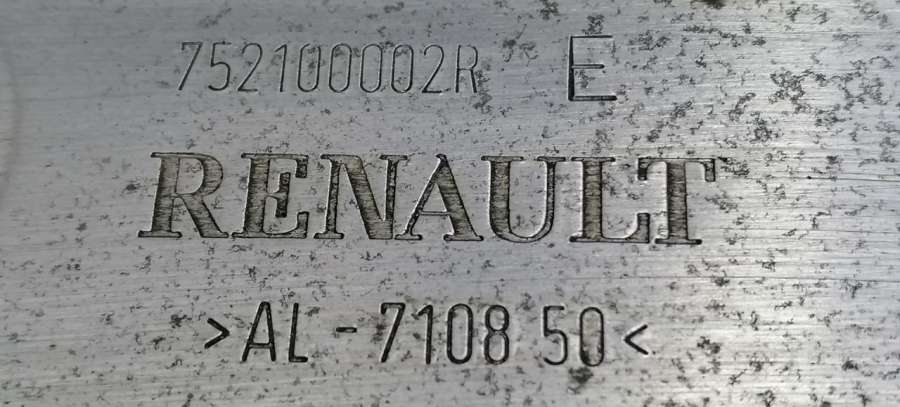 752100002R E
RENAULT
>AL-7108 50<